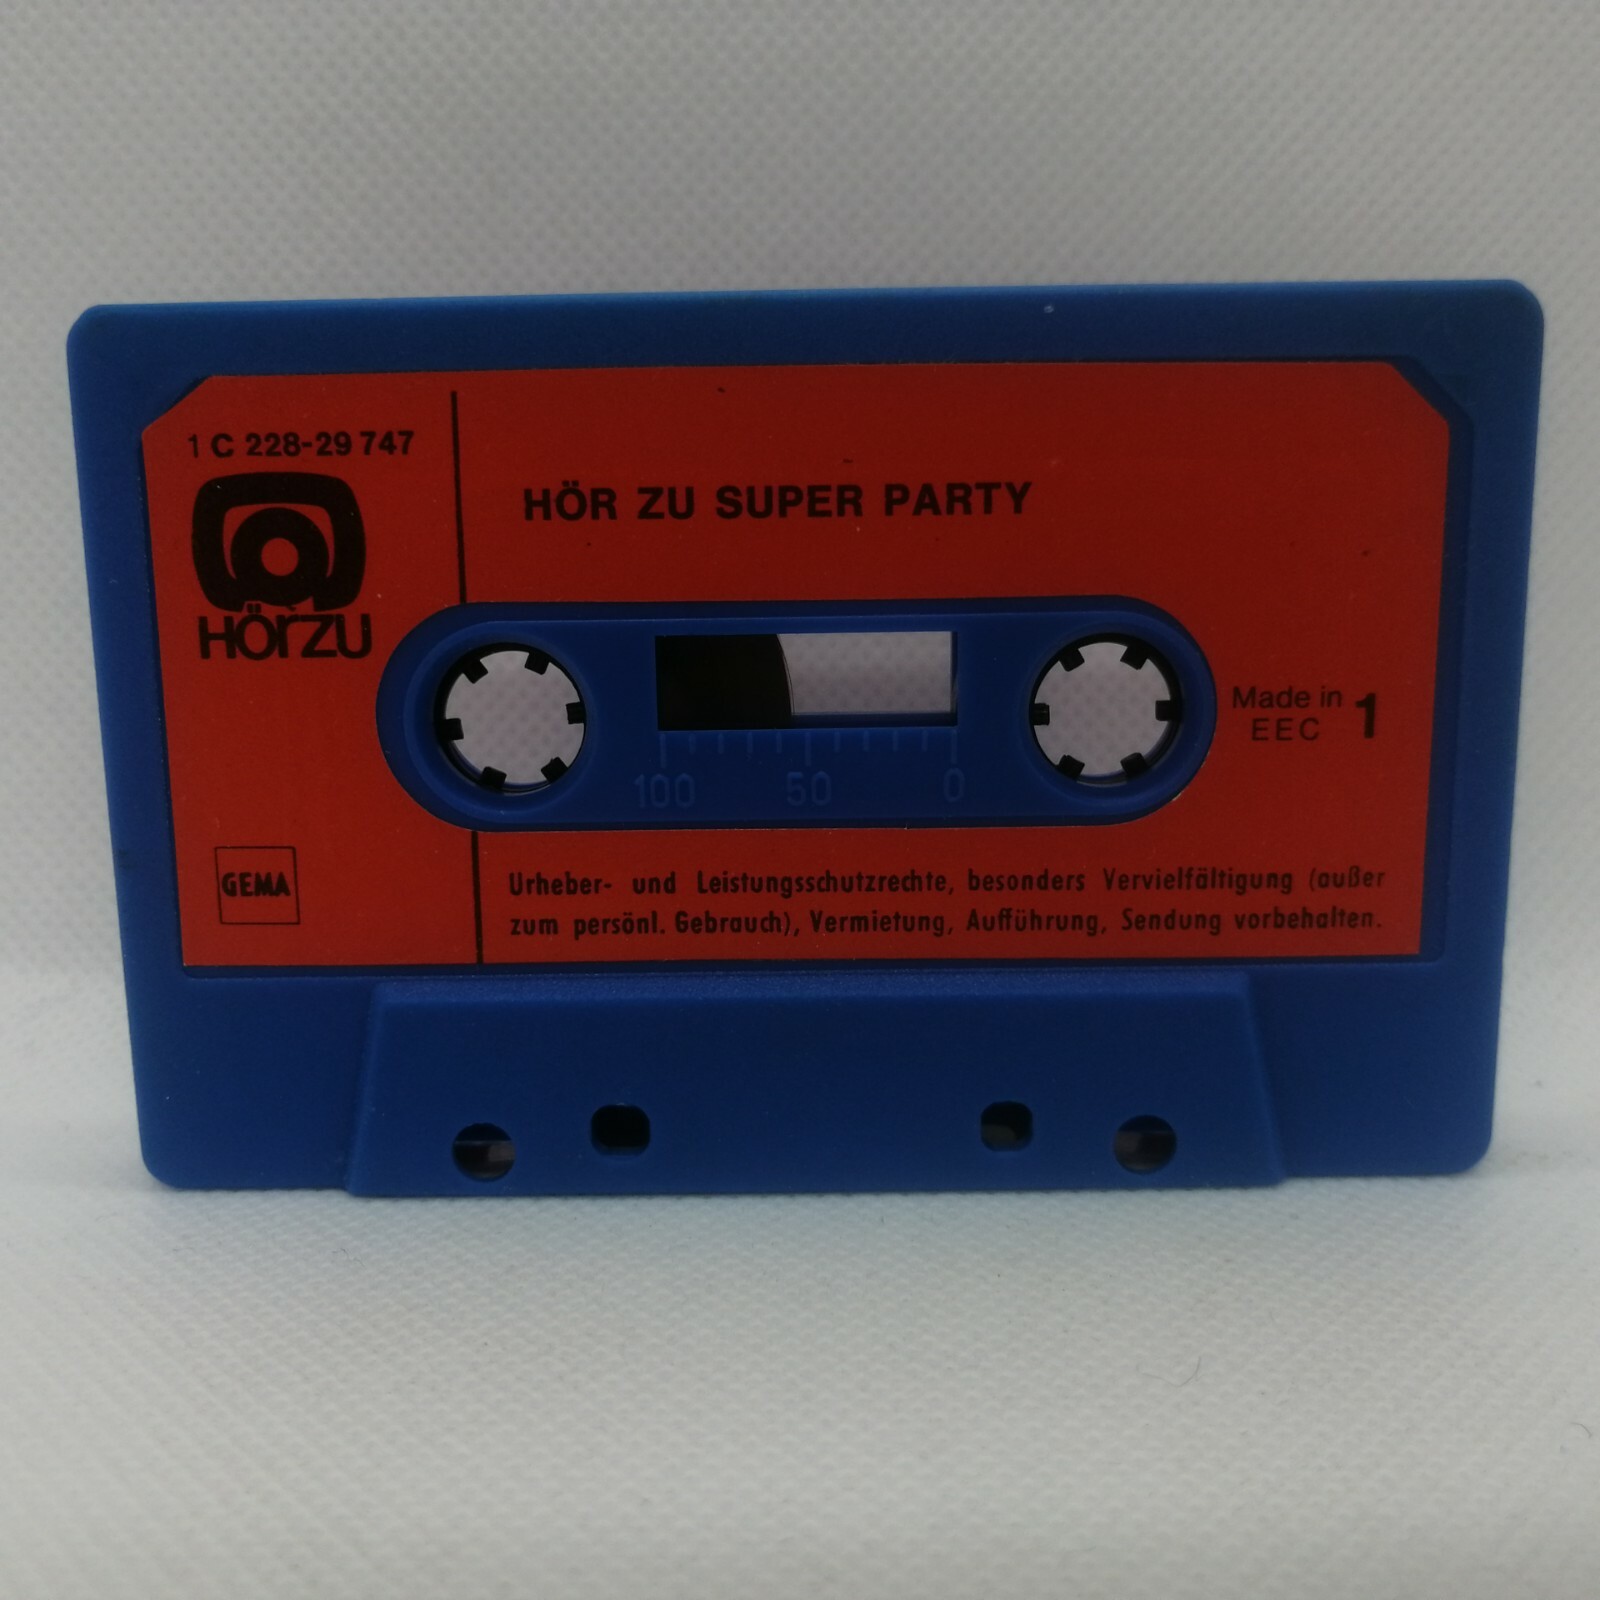 1 C 228-29 747
HÖRZU
HÖR ZU SUPER PARTY
Made in
EEC
1
100 50 0
GEMA
Urheber- und Leistungsschutzrechte, besonders Vervielfältigung (außer
zum persönl. Gebrauch), Vermietung, Aufführung, Sendung vorbehalten.